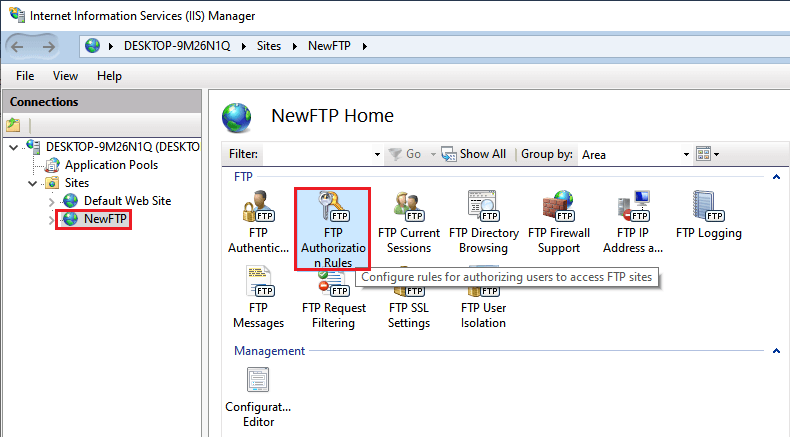 Internet Information Services (IIS) Manager
DESKTOP-9M26N1Q Sites NewFTP
File View Help
Connections
DESKTOP-9M26N1Q (DESKTO
Application Pools
Sites
Default Web Site
NewFTP
NewFTP Home
Filter: Go Show All Group by: Area
FTP
FTP FTP FTP FTP FTP FTP FTP
FTP Authentic...
FTP Authorizatio n Rules
FTP Current Sessions
FTP Directory Browsing
FTP Firewall Support
FTP IP Address a...
FTP Logging
Configure rules for authorizing users to access FTP sites
FTP FTP FTP FTP
FTP Messages
FTP Request Filtering
FTP SSL Settings
FTP User Isolation
Management
Configurat... Editor